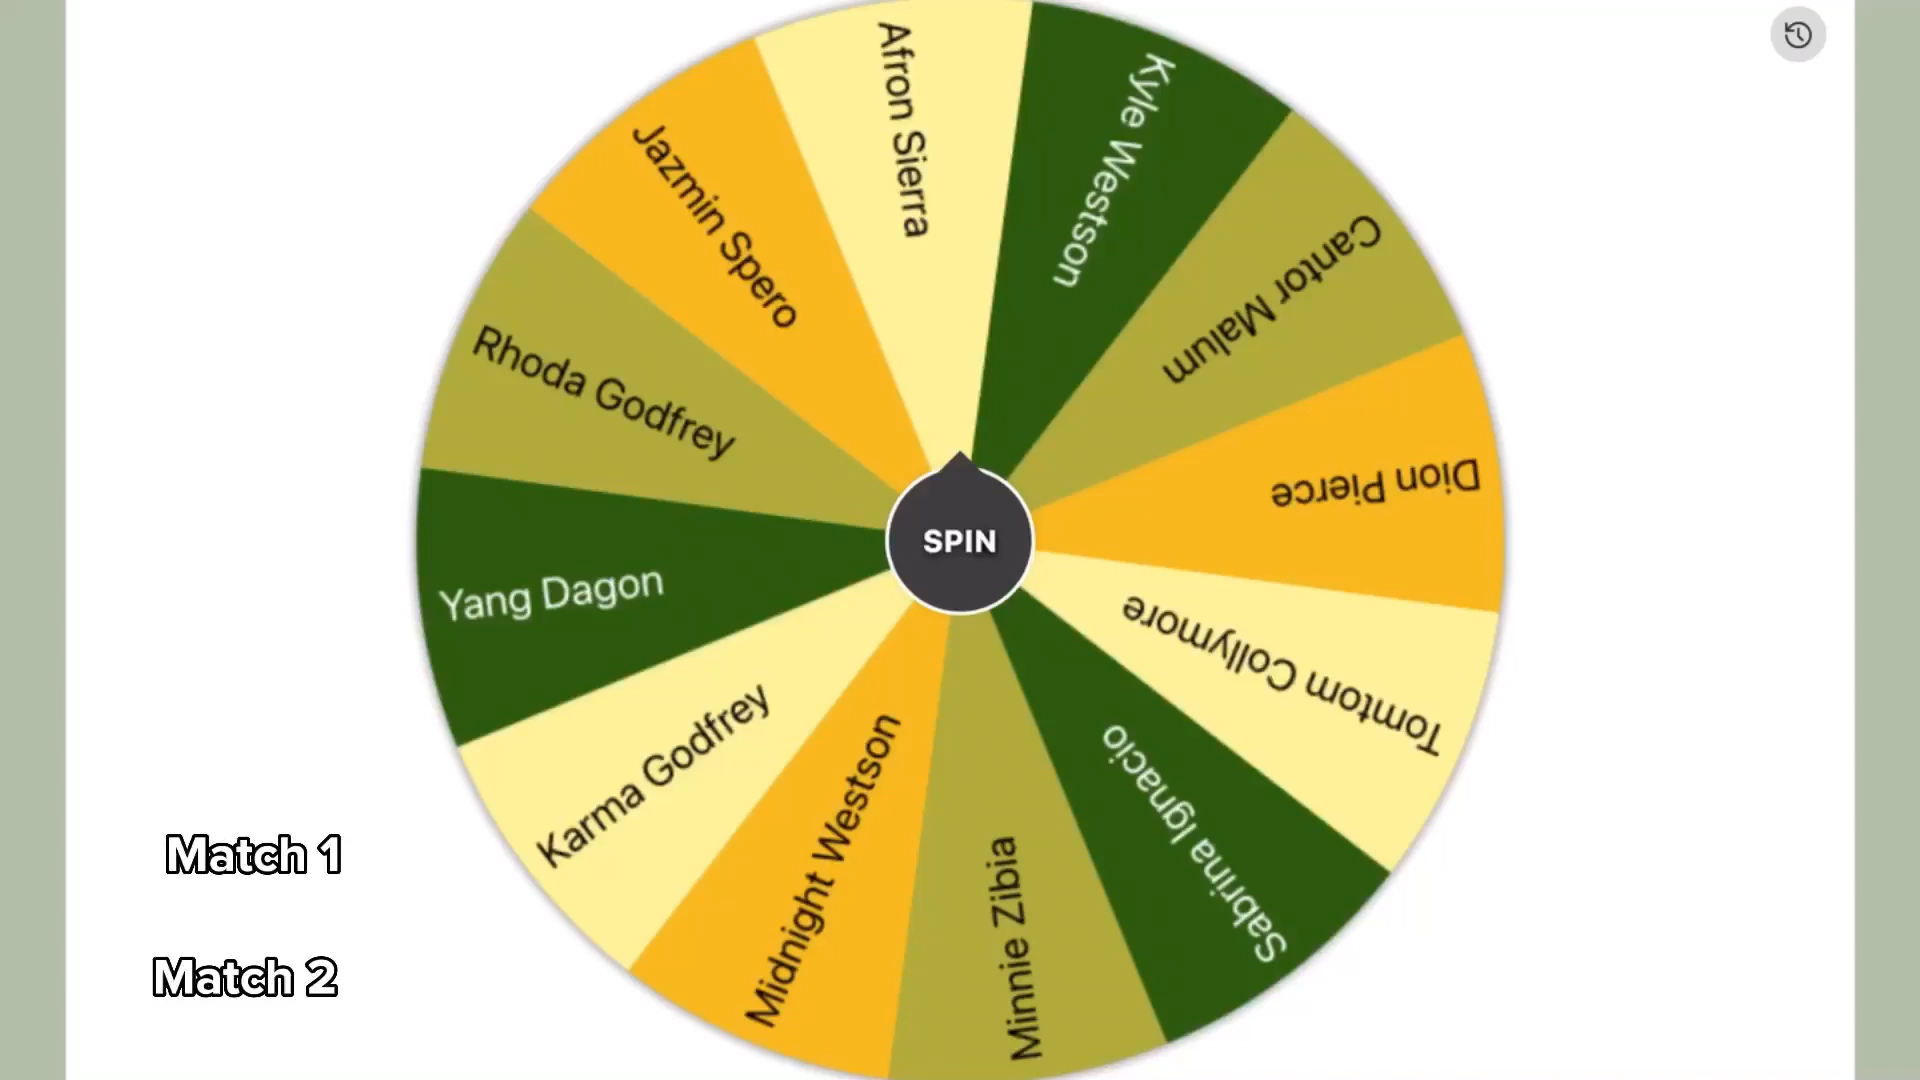 Afron Sierra
Kyle Westson
Cantor Malum
Dion Pierce
Tomtom Collymore
Sabrina Ignacio
Minnie Zibia
Midnight Westson
Karma Godfrey
Yang Dagon
Rhoda Godfrey
Jazmin Spero
SPIN
Match 1
Match 2